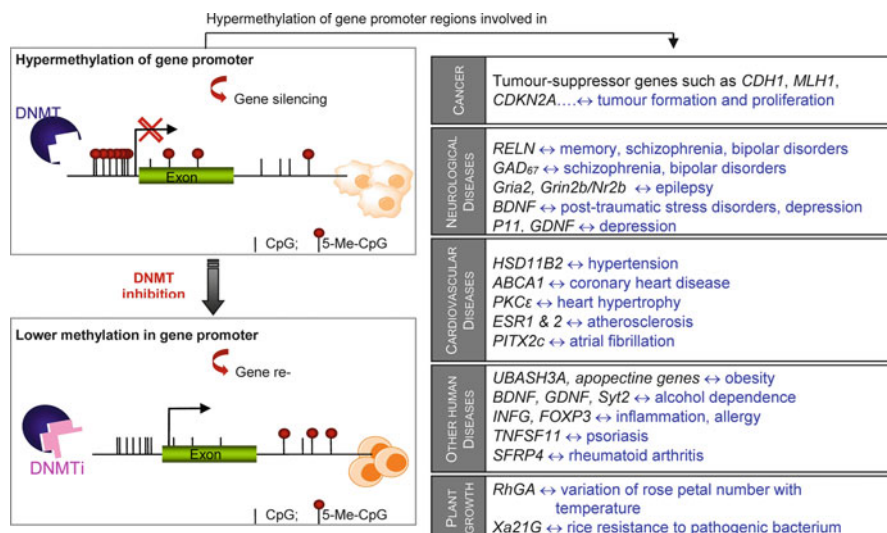 Hypermethylation of gene promoter regions involved in
Hypermethylation of gene promoter
Gene silencing
DNMT
Exon
CpG; 5-Me-CpG
DNMT
inhibition
Lower methylation in gene promoter
Gene re-
DNMTi
Exon
CpG; 5-Me-CpG
CANCER
Tumour-suppressor genes such as CDH1, MLH1,
CDKN2A....↔ tumour formation and proliferation
NEUROLOGICAL
DISEASES
RELN ↔ memory, schizophrenia, bipolar disorders
GAD67 ↔ schizophrenia, bipolar disorders
Gria2, Grin2b/Nr2b ↔ epilepsy
BDNF ↔ post-traumatic stress disorders, depression
P11, GDNF ↔ depression
CARDIOVASCULAR
DISEASES
HSD11B2 ↔ hypertension
ABCA1 ↔ coronary heart disease
PKCε ↔ heart hypertrophy
ESR1 & 2 ↔ atherosclerosis
PITX2c ↔ atrial fibrillation
OTHER HUMAN
DISEASES
UBASH3A, apopectine genes ↔ obesity
BDNF, GDNF, Syt2 ↔ alcohol dependence
INFG, FOXP3 ↔ inflammation, allergy
TNFSF11 ↔ psoriasis
SFRP4 ↔ rheumatoid arthritis
PLANT
GROWTH
RhGA ↔ variation of rose petal number with
temperature
Xa21G ↔ rice resistance to pathogenic bacterium